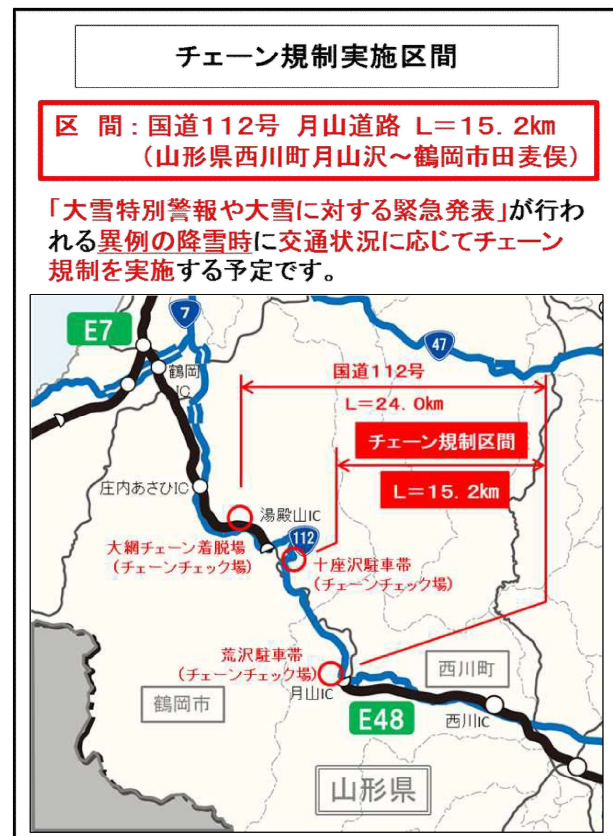 チェーン規制実施区間
区 間:国道112号 月山道路 L=15.2km
(山形県西川町月山沢~鶴岡市田麦俣)
「大雪特別警報や大雪に対する緊急発表」が行わ
れる異例の降雪時に交通状況に応じてチェーン
規制を実施する予定です。
7
E7
47
鶴岡
IC
国道112号
L=24.0km
チェーン規制区間
L=15.2km
庄内あさひIC
湯殿山IC
112
大網チェーン着脱場
(チェーンチェック場)
十座沢駐車帯
(チェーンチェック場)
荒沢駐車帯
(チェーンチェック場)
西川町
月山IC
鶴岡市
E48
西川IC
山形県